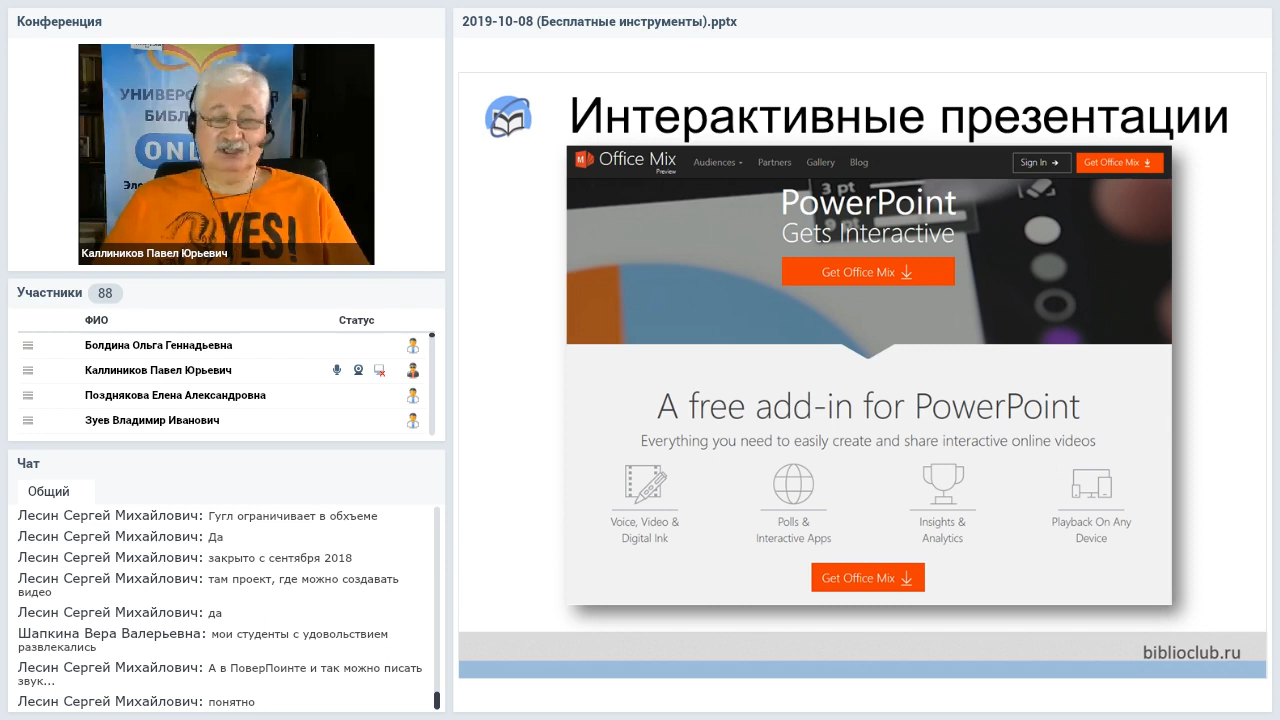 Конференция
УНИВЕРС
БИБЛ
ONL
YES!
Каллиников Павел Юрьевич
Участники 88
ФИО Статус
Болдина Ольга Геннадьевна
Каллиников Павел Юрьевич
Позднякова Елена Александровна
Зуев Владимир Иванович
Чат
Общий
Лесин Сергей Михайлович: Гугл ограничивает в обхъеме
Лесин Сергей Михайлович: Да
Лесин Сергей Михайлович: закрыто с сентября 2018
Лесин Сергей Михайлович: там проект, где можно создавать
видео
Лесин Сергей Михайлович: да
Шапкина Вера Валерьевна: мои студенты с удовольствием
развлекались
Лесин Сергей Михайлович: А в ПоверПоинте и так можно писать
звук...
Лесин Сергей Михайлович: понятно
2019-10-08 (Бесплатные инструменты).pptx
Интерактивные презентации
Office Mix
Preview
Audiences Partners Gallery Blog
Sign In
Get Office Mix
3 pt
PowerPoint
Gets Interactive
Get Office Mix
A free add-in for PowerPoint
Everything you need to easily create and share interactive online videos
Voice, Video &
Digital Ink
Polls &
Interactive Apps
Insights &
Analytics
Playback On Any
Device
Get Office Mix
biblioclub.ru